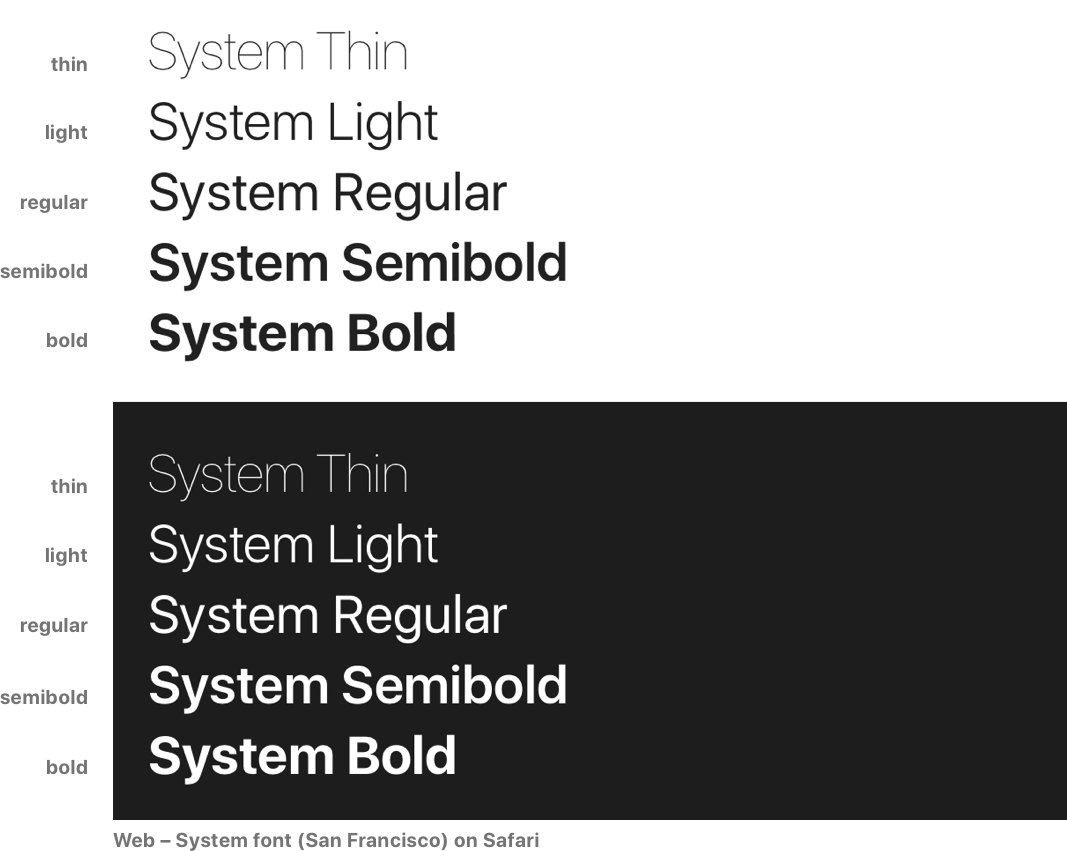 thin System Thin
light System Light
regular System Regular
semibold System Semibold
bold System Bold
thin System Thin
light System Light
regular System Regular
semibold System Semibold
bold System Bold
Web – System font (San Francisco) on Safari